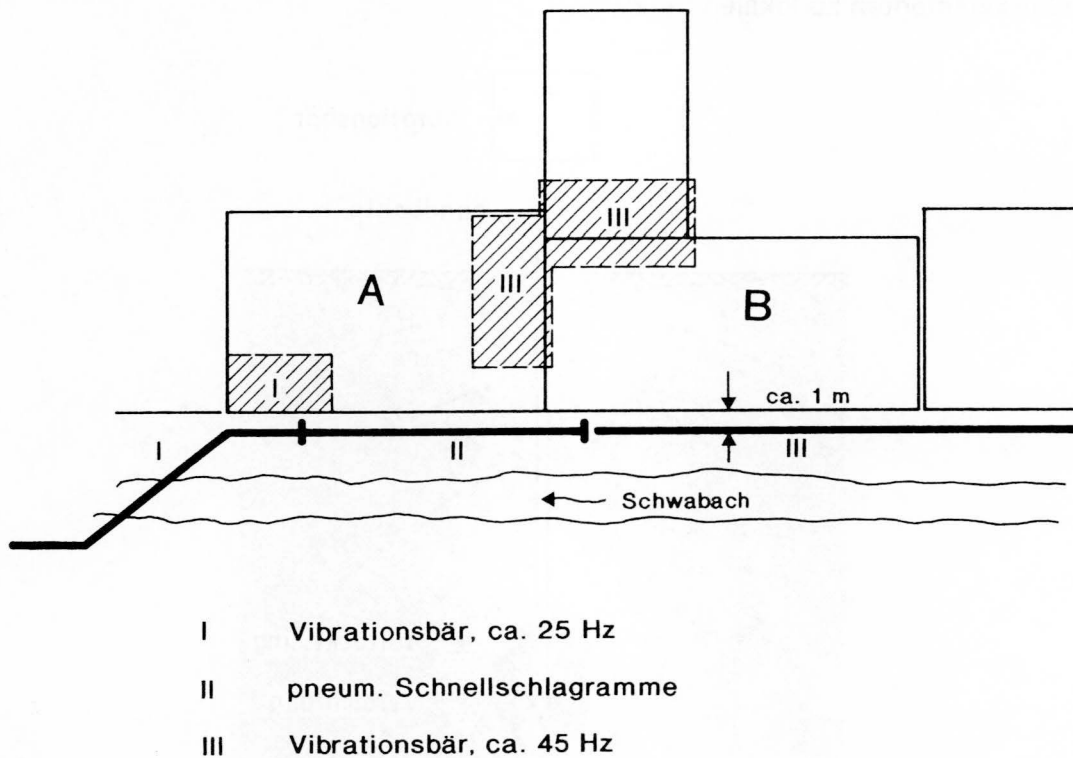 III
A
III
B
I
ca. 1 m
I
II
III
Schwabach
I Vibrationsbär, ca. 25 Hz
II pneum. Schnellschlagramme
III Vibrationsbär, ca. 45 Hz